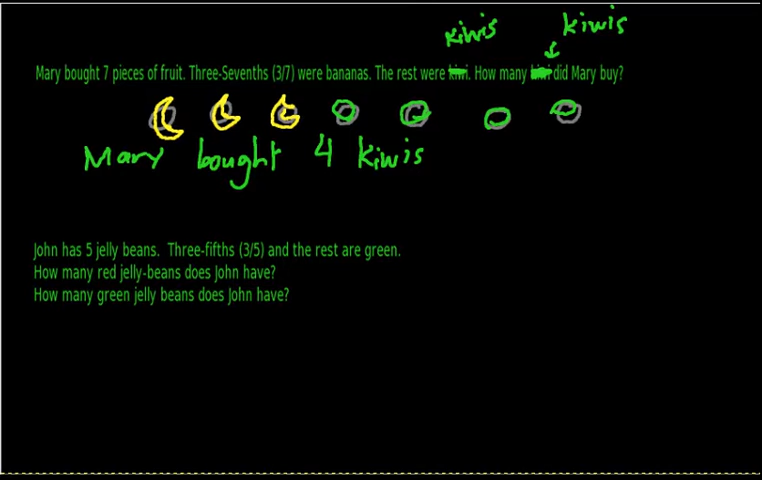 kiwis kiwis
Mary bought 7 pieces of fruit. Three-Sevenths (3/7) were bananas. The rest were . How many did Mary buy?
Mary bought 4 kiwis
John has 5 jelly beans. Three-fifths (3/5) and the rest are green.
How many red jelly-beans does John have?
How many green jelly beans does John have?